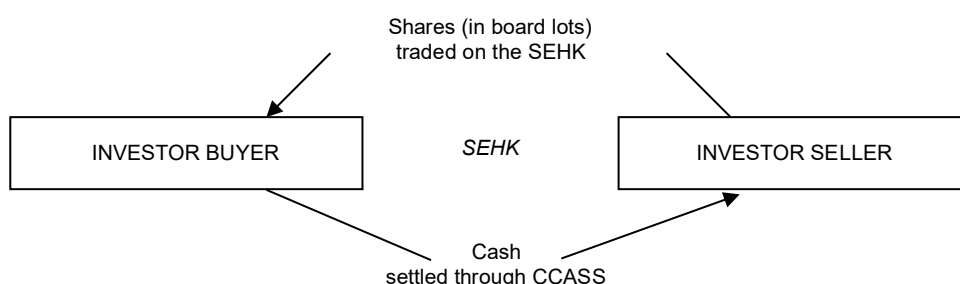 Shares (in board lots)
traded on the SEHK
INVESTOR BUYER
SEHK
INVESTOR SELLER
Cash
settled through CCASS